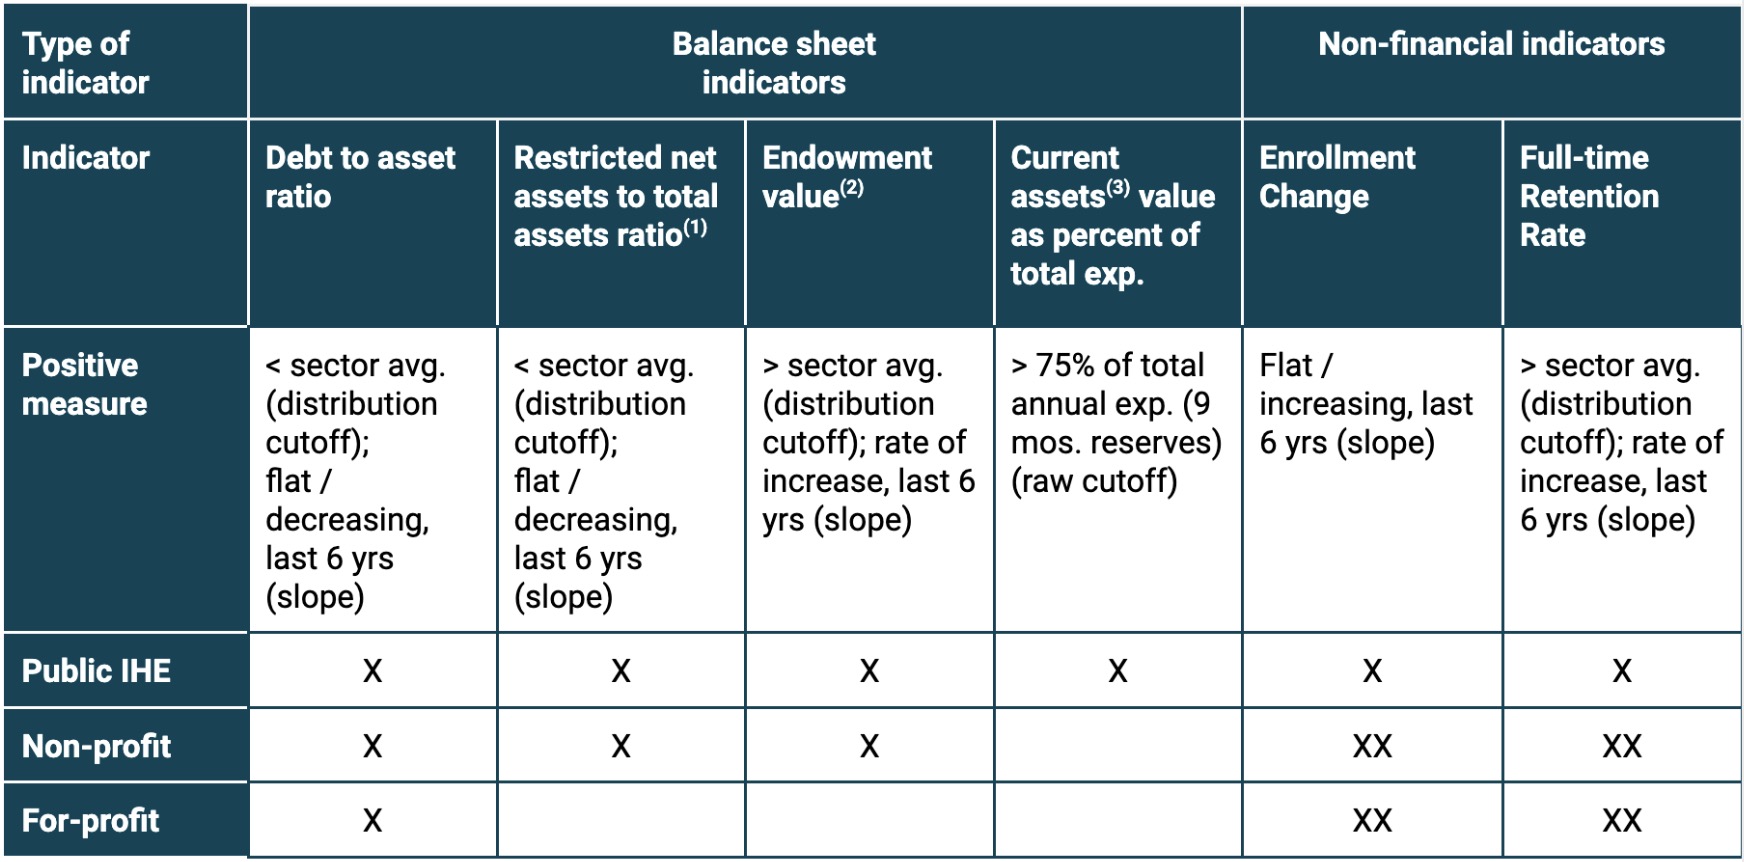 Type of
indicator
Balance sheet
indicators
Non-financial indicators
Indicator
Debt to asset
ratio
Restricted net
assets to total
assets ratio(1)
Endowment
value(2)
Current
assets(3) value
as percent of
total exp.
Enrollment
Change
Full-time
Retention
Rate
Positive
measure
< sector avg.
(distribution
cutoff);
flat /
decreasing,
last 6 yrs
(slope)
< sector avg.
(distribution
cutoff);
flat /
decreasing,
last 6 yrs
(slope)
> sector avg.
(distribution
cutoff); rate of
increase, last 6
yrs (slope)
> 75% of total
annual exp. (9
mos. reserves)
(raw cutoff)
Flat /
increasing, last
6 yrs (slope)
> sector avg.
(distribution
cutoff); rate of
increase, last
6 yrs (slope)
Public IHE X X X X X X
Non-profit X X X XX XX
For-profit X XX XX